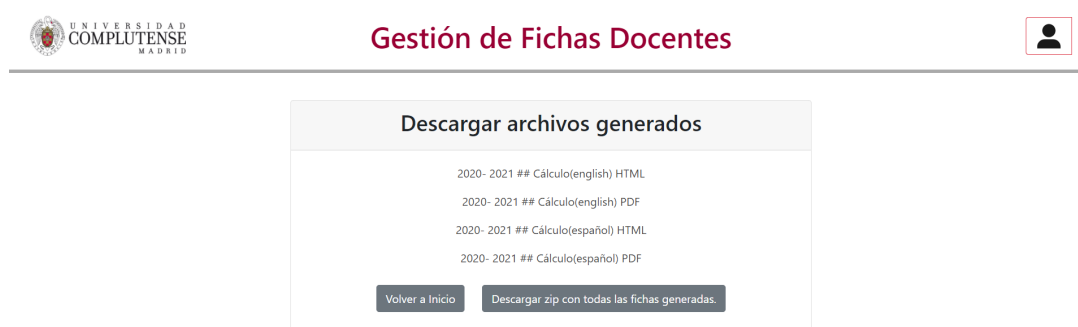 UNIVERSIDAD
COMPLUTENSE
MADRID
Gestión de Fichas Docentes
Descargar archivos generados
2020- 2021 ## Cálculo(english) HTML
2020- 2021 ## Cálculo(english) PDF
2020- 2021 ## Cálculo(español) HTML
2020- 2021 ## Cálculo(español) PDF
Volver a Inicio
Descargar zip con todas las fichas generadas.